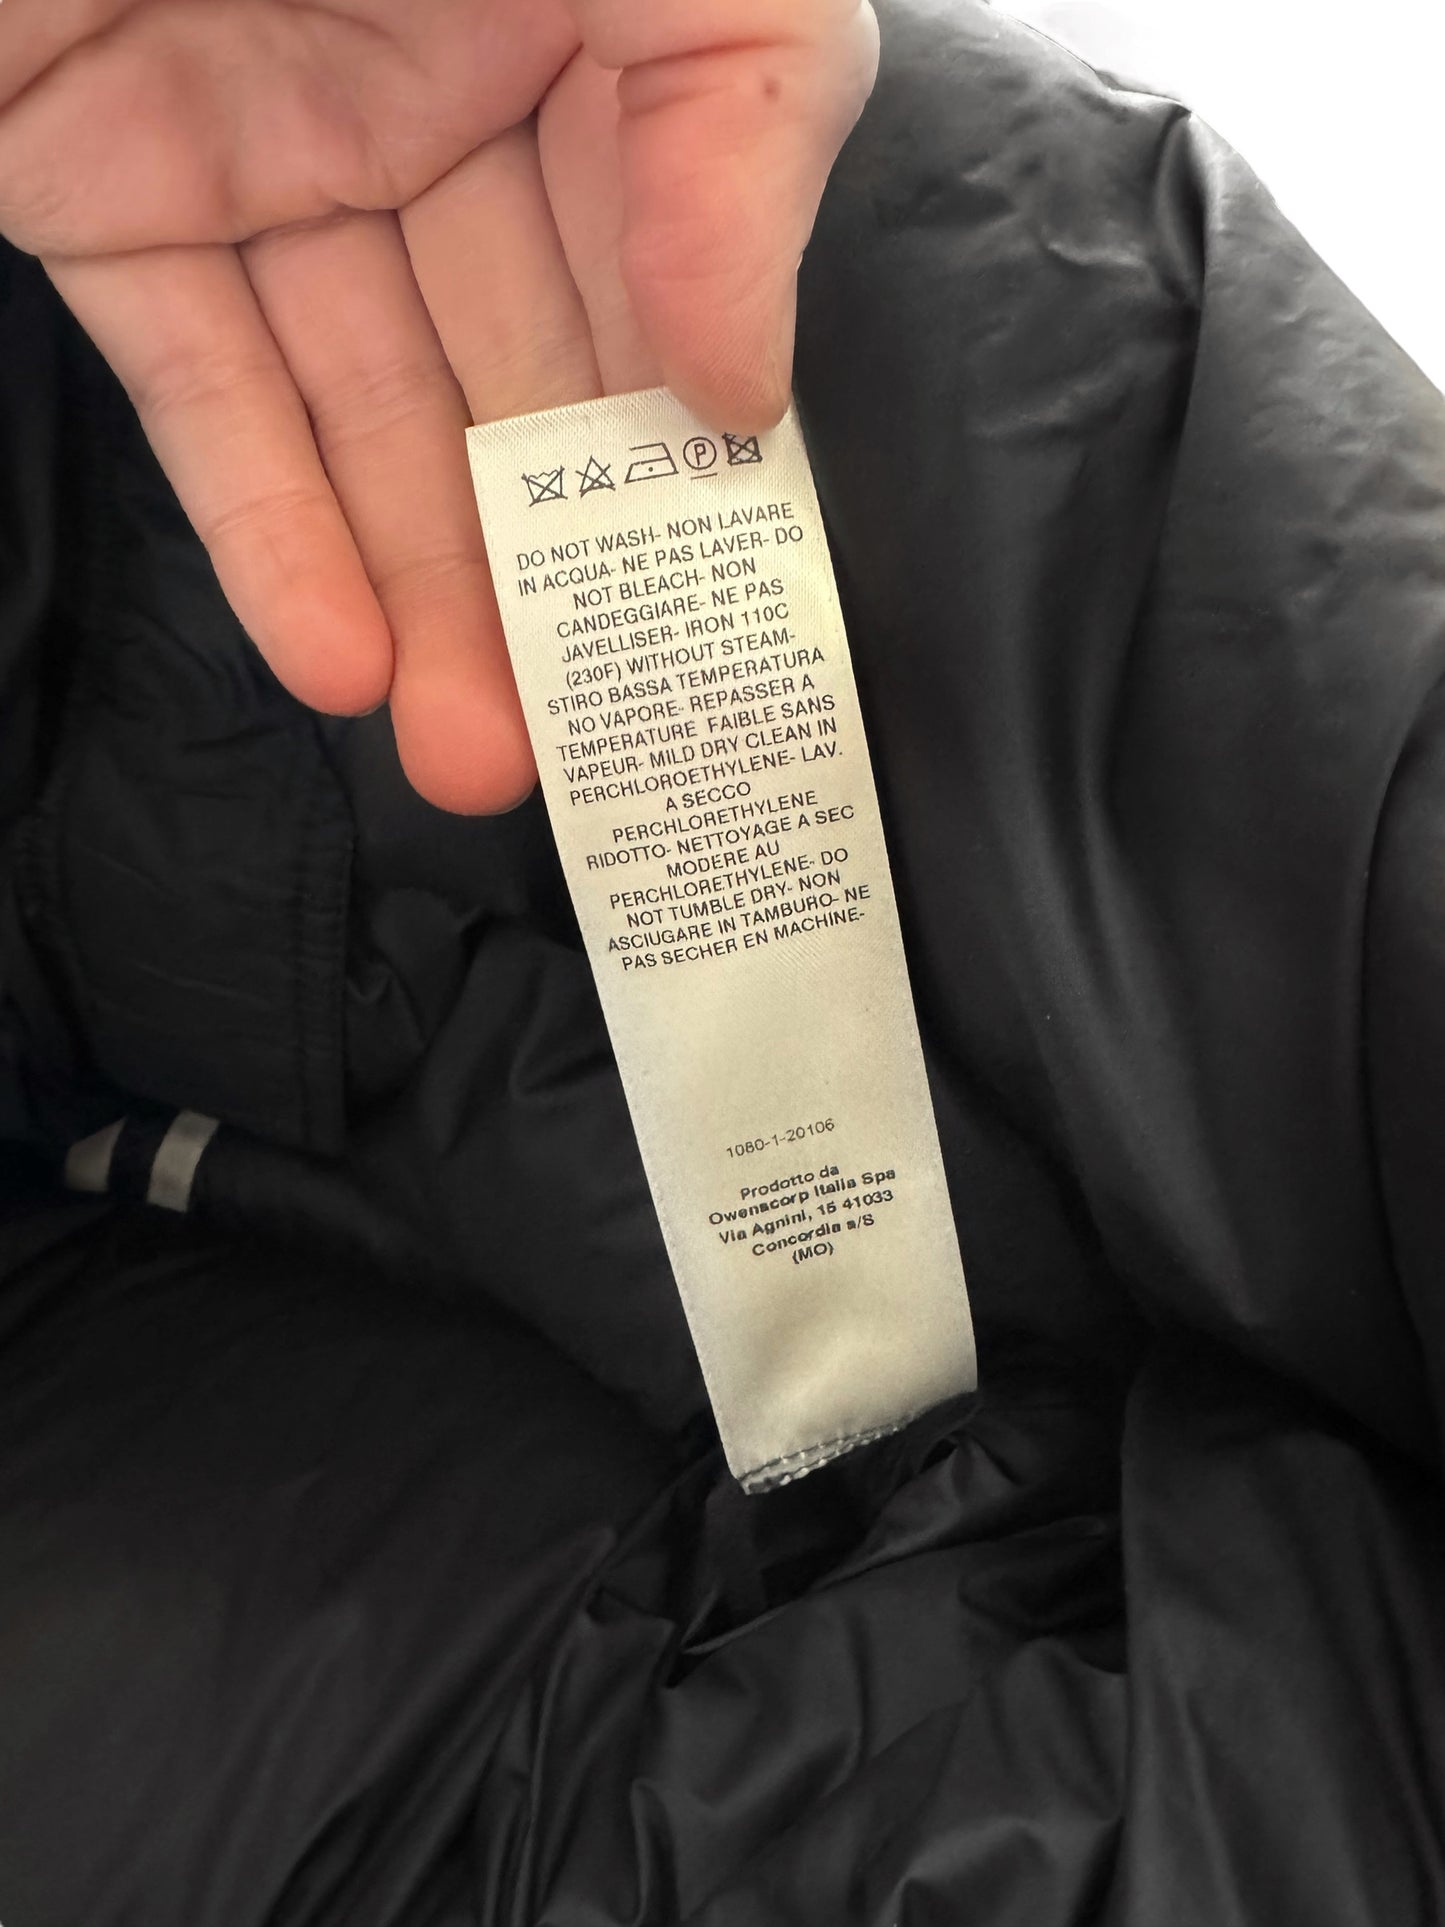 P
DO NOT WASH- NON LAVARE
IN ACQUA- NE PAS LAVER- DO
NOT BLEACH- NON
CANDEGGIARE- NE PAS
JAVELLISER- IRON 110C
(230F) WITHOUT STEAM-
STIRO BASSA TEMPERATURA
NO VAPORE- REPASSER A
TEMPERATURE FAIBLE SANS
VAPEUR- MILD DRY CLEAN IN
PERCHLOROETHYLENE- LAV.
A SECCO
PERCHLORETHYLENE
RIDOTTO- NETTOYAGE A SEC
MODERE AU
PERCHLORETHYLENE- DO
NOT TUMBLE DRY- NON
ASCIUGARE IN TAMBURO- NE
PAS SECHER EN MACHINE-
1080-1-20106
Prodotto da
Owenscorp Italia Spa
Via Agnini, 15 41033
Concordia s/S
(MO)